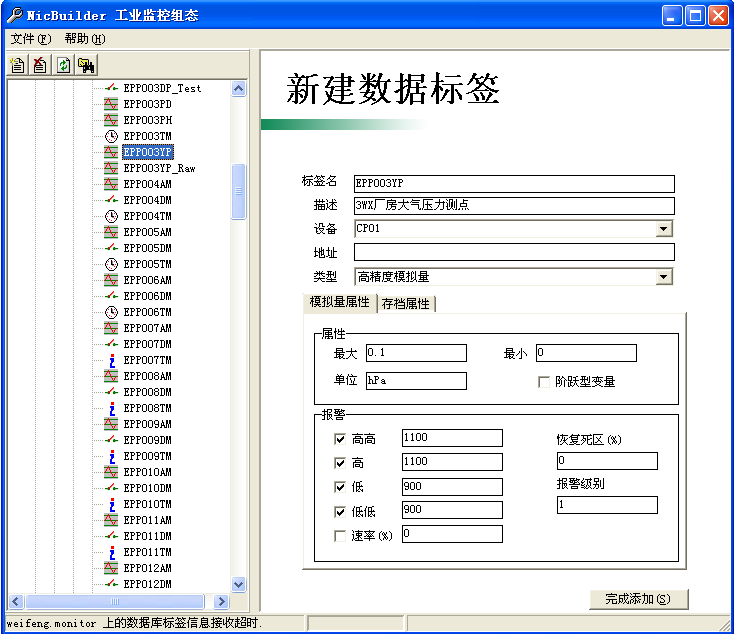 NicBuilder 工业监控组态
文件(F) 帮助(H)
EPP003DP_Test
EPP003PD
EPP003PH
EPP003TM
EPP003YP
EPP003YP_Raw
EPP004AM
EPP004DM
EPP004TM
EPP005AM
EPP005DM
EPP005TM
EPP006AM
EPP006DM
EPP006TM
EPP007AM
EPP007DM
EPP007TM
EPP008AM
EPP008DM
EPP008TM
EPP009AM
EPP009DM
EPP009TM
EPP010AM
EPP010DM
EPP010TM
EPP011AM
EPP011DM
EPP011TM
EPP012AM
EPP012DM
新建数据标签
标签名 EPP003YP
描述 3WX厂房大气压力测点
设备 CP01
地址
类型 高精度模拟量
模拟量属性 存档属性
属性
最大 0.1 最小 0
单位 hPa 阶跃型变量
报警
高高 1100 恢复死区(%)
高 1100 0
低 900 报警级别
低低 900 1
速率(%) 0
完成添加(S)
weifeng.monitor 上的数据库标签信息接收超时.